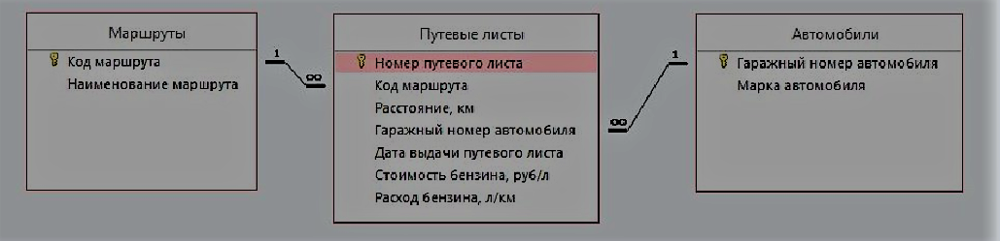 Маршруты
Код маршрута
Наименование маршрута
1
∞
Путевые листы
Номер путевого листа
Код маршрута
Расстояние, км
Гаражный номер автомобиля
Дата выдачи путевого листа
Стоимость бензина, руб/л
Расход бензина, л/км
∞
1
Автомобили
Гаражный номер автомобиля
Марка автомобиля